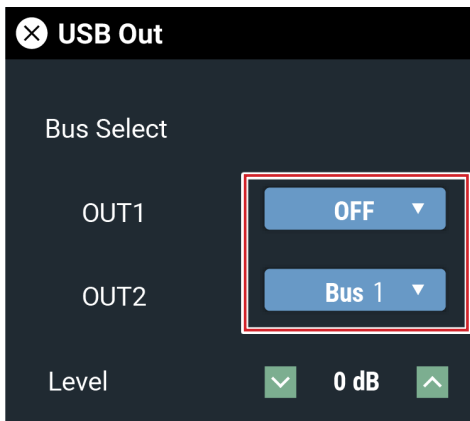 USB Out
Bus Select
OUT1 OFF
OUT2 Bus 1
Level 0 dB